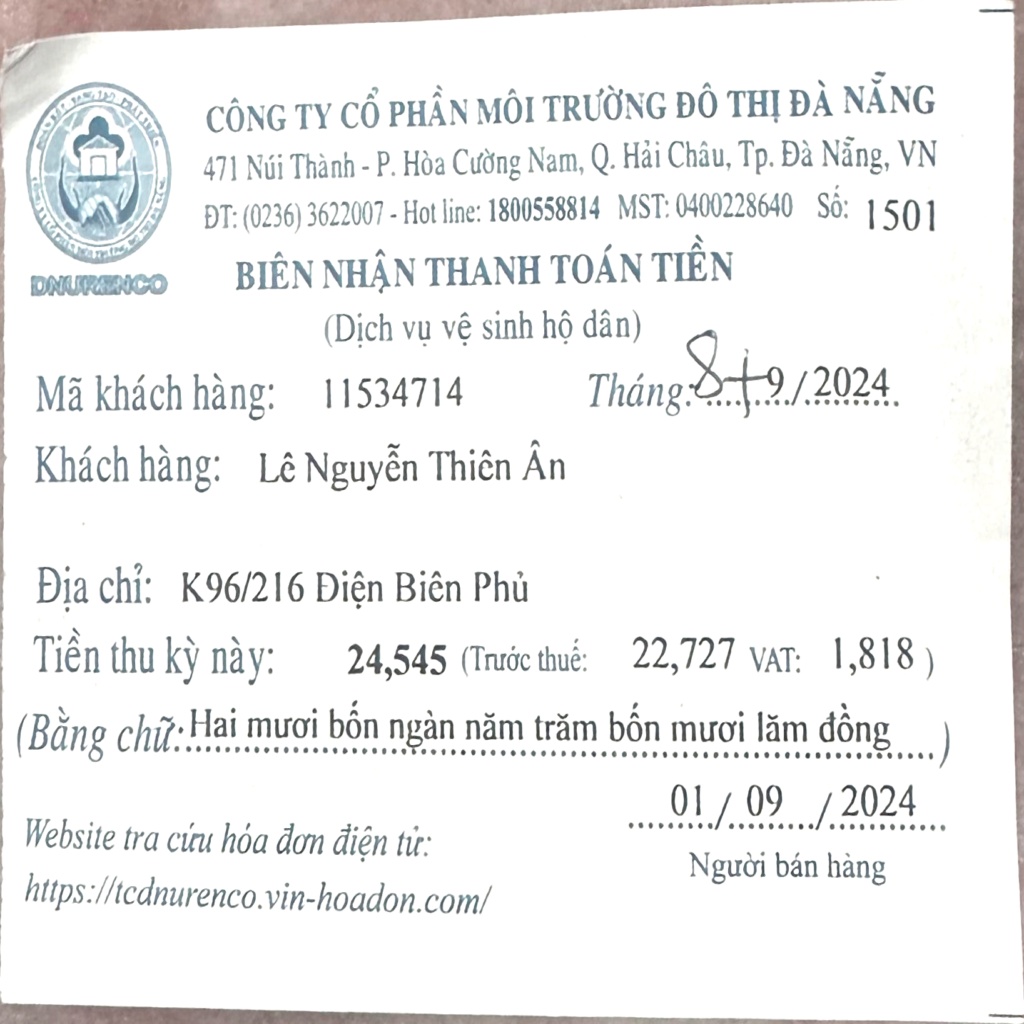 CÔNG TY CỔ PHẦN MÔI TRƯỜNG ĐÔ THỊ ĐÀ NẴNG
471 Núi Thành - P. Hòa Cường Nam, Q. Hải Châu, Tp. Đà Nẵng, VN
ĐT: (0236) 3622007 - Hot line: 1800558814 MST: 0400228640 Số: 1501
DNURENCO
BIÊN NHẬN THANH TOÁN TIỀN
(Dịch vụ vệ sinh hộ dân)
Mã khách hàng: 11534714 Tháng: 8+9/2024
Khách hàng: Lê Nguyễn Thiên Ân
Địa chỉ: K96/216 Điện Biên Phủ
Tiền thu kỳ này: 24,545 (Trước thuế: 22,727 VAT: 1,818 )
(Bằng chữ: Hai mươi bốn ngàn năm trăm bốn mươi lăm đồng )
01 / 09 / 2024
Người bán hàng
Website tra cứu hóa đơn điện tử:
https://tcdnurenco.vin-hoadon.com/